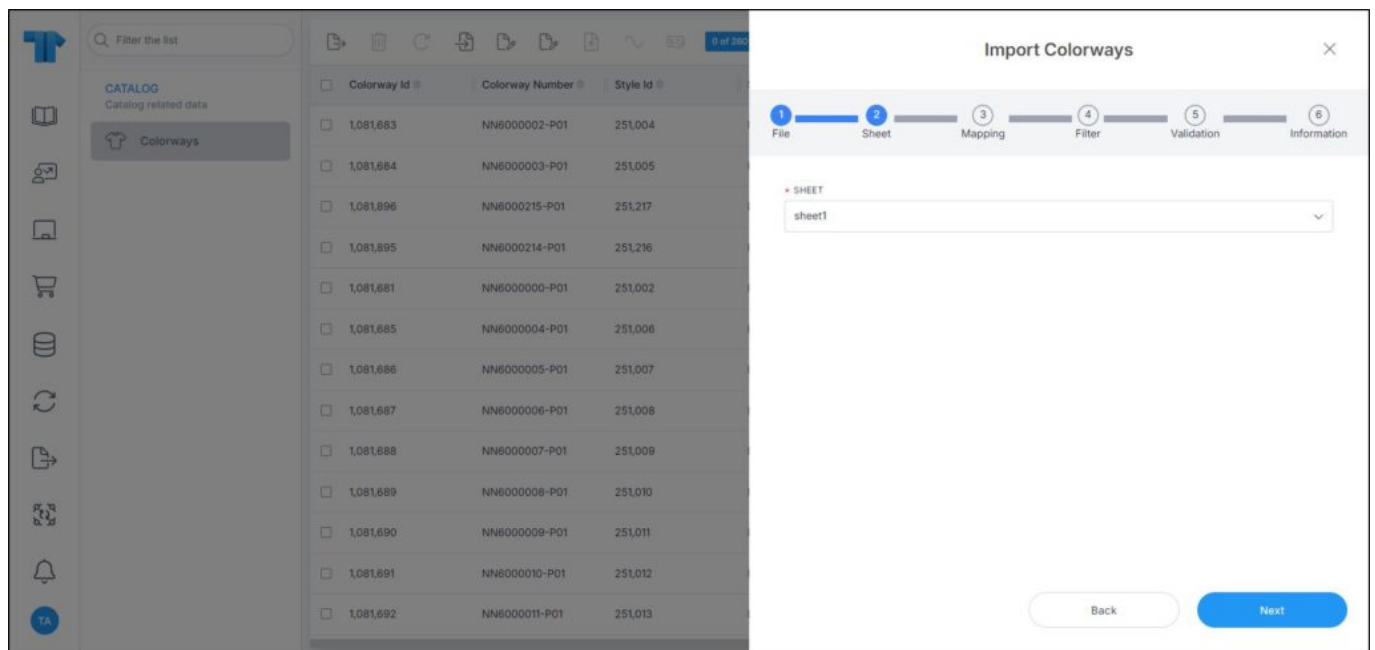 Filter the list
CATALOG
Catalog related data
Colorways
TA
0 of 260
Colorway Id Colorway Number Style Id
1,081,683 NN6000002-P01 251,004
1,081,684 NN6000003-P01 251,005
1,081,896 NN6000215-P01 251,217
1,081,895 NN6000214-P01 251,216
1,081,681 NN6000000-P01 251,002
1,081,685 NN6000004-P01 251,006
1,081,686 NN6000005-P01 251,007
1,081,687 NN6000006-P01 251,008
1,081,688 NN6000007-P01 251,009
1,081,689 NN6000008-P01 251,010
1,081,690 NN6000009-P01 251,011
1,081,691 NN6000010-P01 251,012
1,081,692 NN6000011-P01 251,013
Import Colorways
1 2 3 4 5 6
File Sheet Mapping Filter Validation Information
* SHEET
sheet1
Back Next